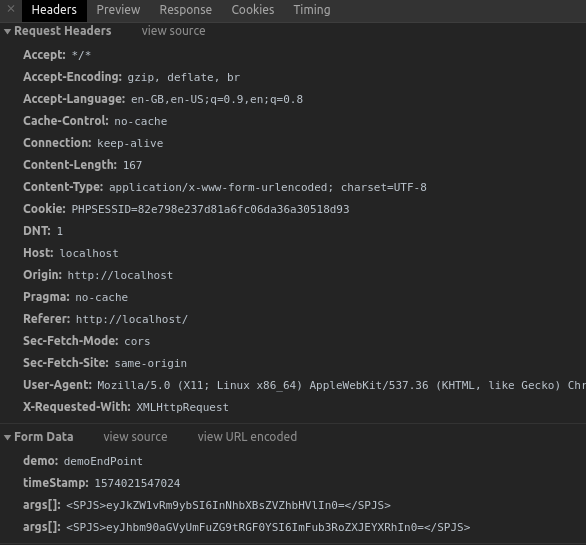 × Headers Preview Response Cookies Timing
Request Headers view source
Accept: */*
Accept-Encoding: gzip, deflate, br
Accept-Language: en-GB,en-US;q=0.9,en;q=0.8
Cache-Control: no-cache
Connection: keep-alive
Content-Length: 167
Content-Type: application/x-www-form-urlencoded; charset=UTF-8
Cookie: PHPSESSID=82e798e237d81a6fc06da36a30518d93
DNT: 1
Host: localhost
Origin: http://localhost
Pragma: no-cache
Referer: http://localhost/
Sec-Fetch-Mode: cors
Sec-Fetch-Site: same-origin
User-Agent: Mozilla/5.0 (X11; Linux x86_64) AppleWebKit/537.36 (KHTML, like Gecko) Chr
X-Requested-With: XMLHttpRequest
Form Data view source view URL encoded
demo: demoEndPoint
timeStamp: 1574021547024
args[]: <SPJS>eyJkZW1vRm9ybSI6InNhbXBsZVZhbHVlIn0=</SPJS>
args[]: <SPJS>eyJhbm90aGVyUmFuZG9tRGF0YSI6ImFub3RoZXJEYXRhIn0=</SPJS>